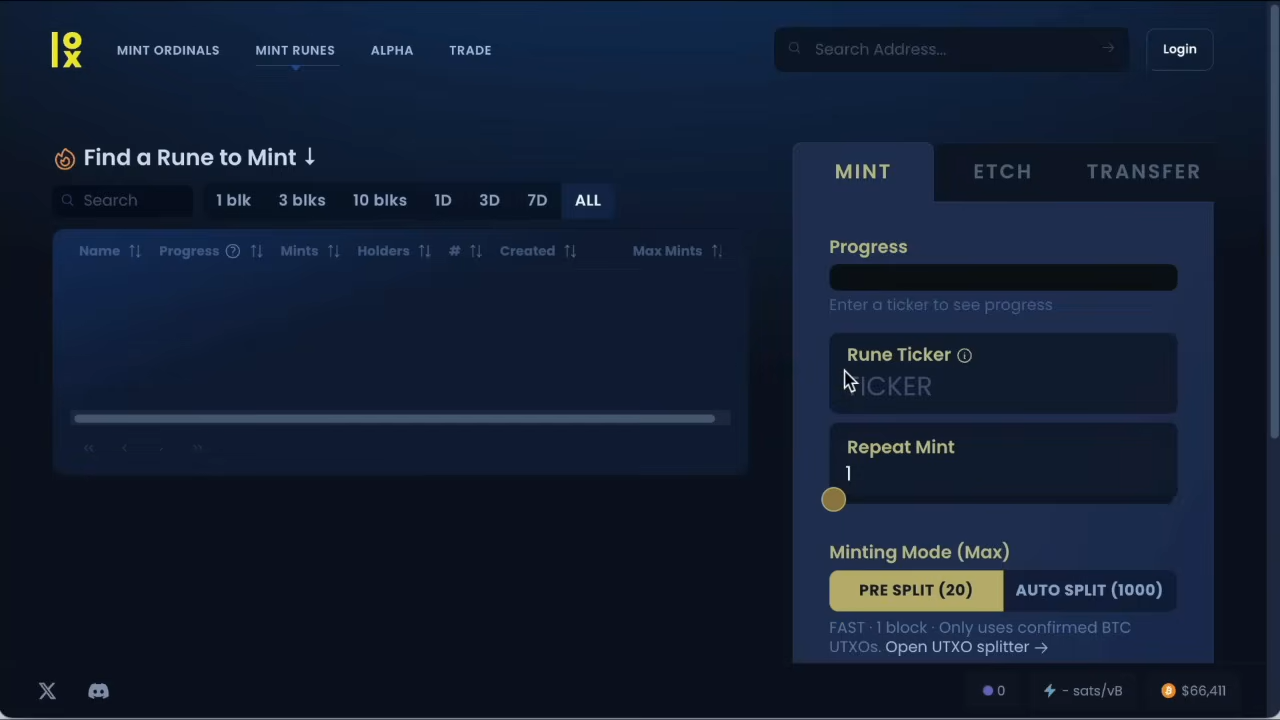 lox
MINT ORDINALS
MINT RUNES
ALPHA
TRADE
Search Address...
Login
Find a Rune to Mint ↓
Search
1 blk
3 blks
10 blks
1D
3D
7D
ALL
Name
Progress
Mints
Holders
#
Created
Max Mints
MINT
ETCH
TRANSFER
Progress
Enter a ticker to see progress
Rune Ticker
TICKER
Repeat Mint
1
Minting Mode (Max)
PRE SPLIT (20)
AUTO SPLIT (1000)
FAST · 1 block · Only uses confirmed BTC
UTXOs. Open UTXO splitter →
0
- sats/vB
$66,411